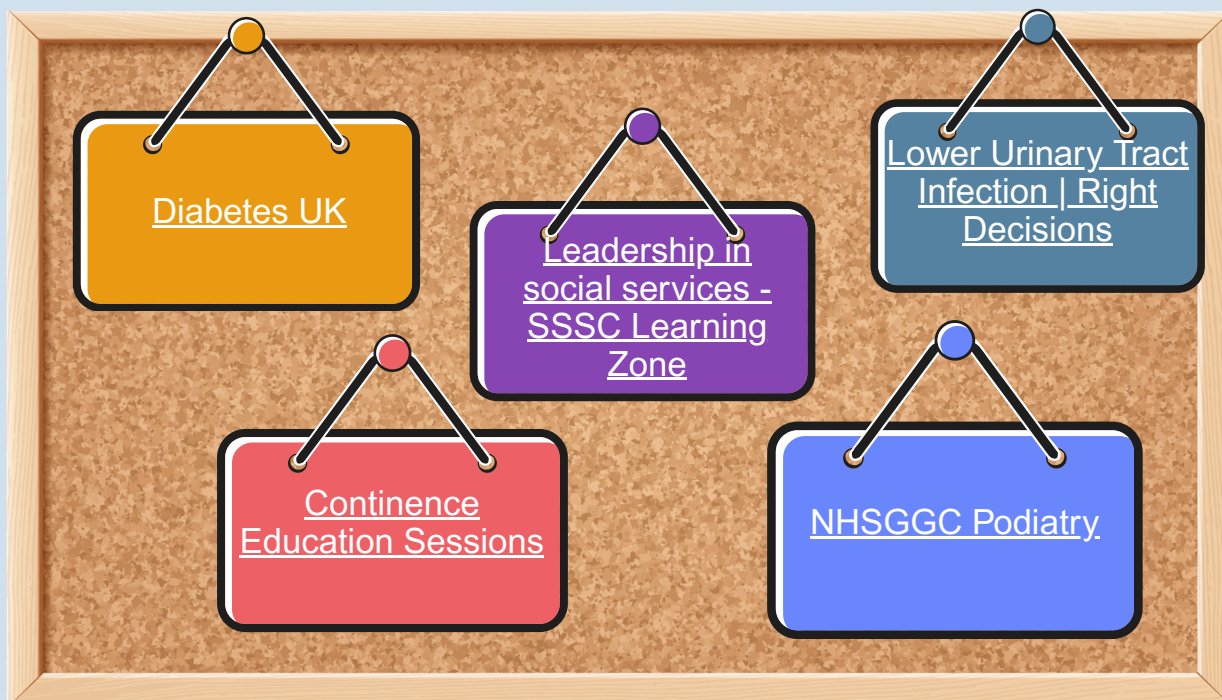 Diabetes UK
Leadership in
social services -
SSSC Learning
Zone
Lower Urinary Tract
Infection | Right
Decisions
Continence
Education Sessions
NHSGGC Podiatry